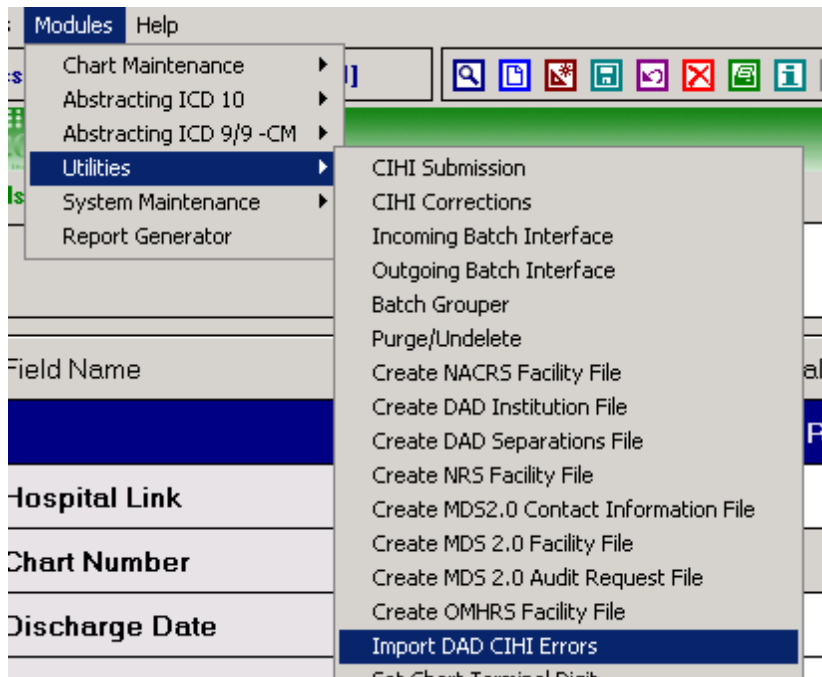 Modules Help
Chart Maintenance
Abstracting ICD 10
Abstracting ICD 9/9 -CM
Utilities
System Maintenance
Report Generator
CIHI Submission
CIHI Corrections
Incoming Batch Interface
Outgoing Batch Interface
Batch Grouper
Purge/Undelete
Create NACRS Facility File
Create DAD Institution File
Create DAD Separations File
Create NRS Facility File
Create MDS2.0 Contact Information File
Create MDS 2.0 Facility File
Create MDS 2.0 Audit Request File
Create OMHRS Facility File
Import DAD CIHI Errors
Set Chart Terminal Digit
Field Name
Hospital Link
Chart Number
Discharge Date